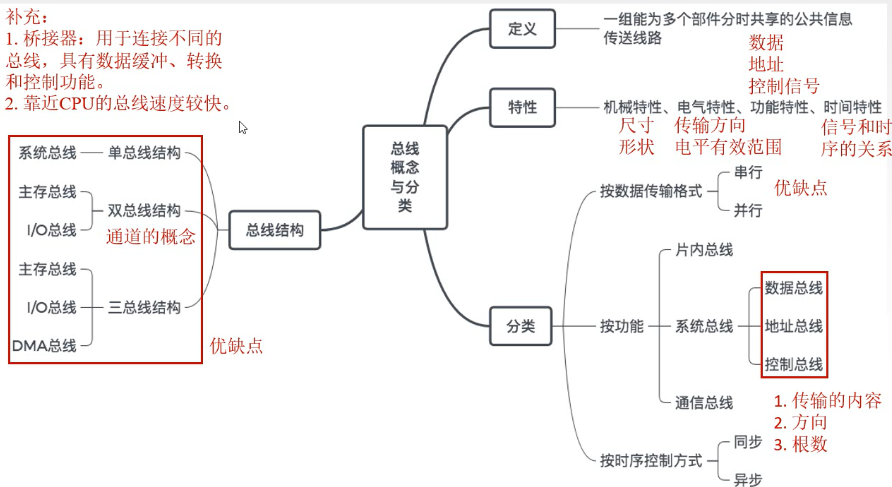 补充：
1. 桥接器：用于连接不同的
总线，具有数据缓冲、转换
和控制功能。
2. 靠近CPU的总线速度较快。
总线
概念
与分
类
定义
一组能为多个部件分时共享的公共信息
传送线路
数据
地址
控制信号
特性
机械特性、电气特性、功能特性、时间特性
尺寸
形状
传输方向
电平有效范围
信号和时
序的关系
分类
按数据传输格式
串行
并行
优缺点
按功能
片内总线
系统总线
数据总线
地址总线
控制总线
通信总线
1. 传输的内容
2. 方向
3. 根数
按时序控制方式
同步
异步
总线结构
单总线结构
系统总线
双总线结构
主存总线
I/O总线
通道的概念
三总线结构
主存总线
I/O总线
DMA总线
优缺点